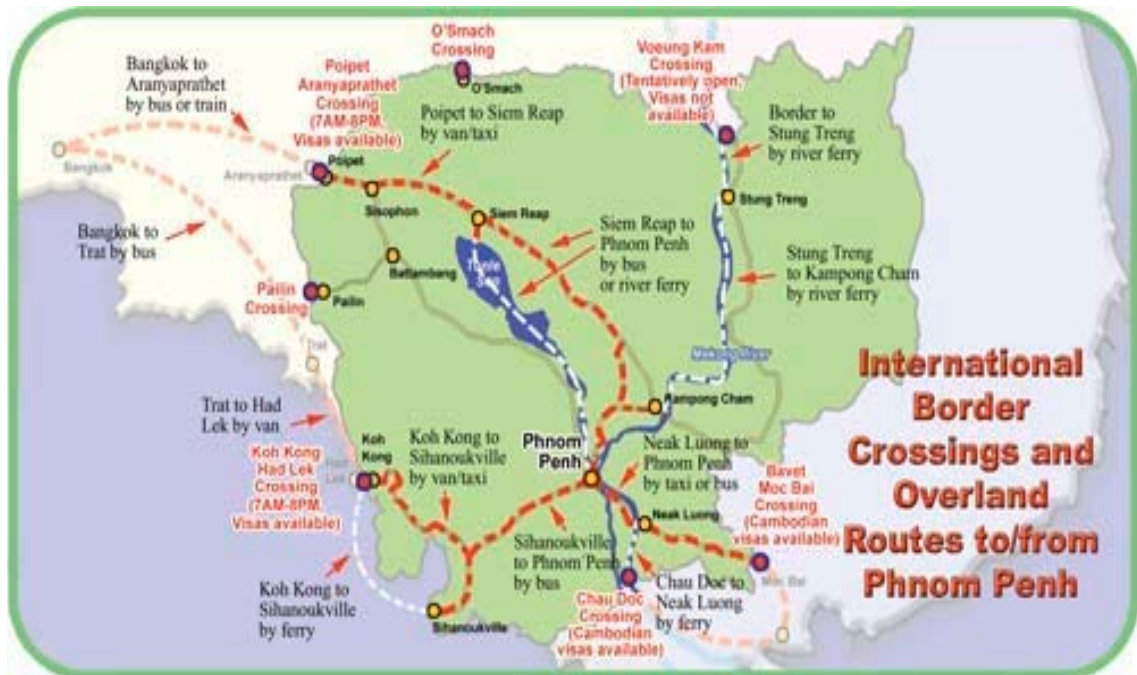 O'Smach
Crossing
Voeung Kam
Crossing
(Tentatively open,
Visas not
available)
Bangkok to
Aranyaprathet
by bus or train
Poipet
Aranyaprathet
Crossing
(7AM-8PM,
Visas available)
O'Smach
Poipet to Siem Reap
by van/taxi
Border to
Stung Treng
by river ferry
Bangkok
Aranyaprathet
Poipet
Sisophon
Siem Reap
Stung Treng
Bangkok to
Trat by bus
Siem Reap to
Phnom Penh
by bus
or river ferry
Battambang
Tonle
Sap
Stung Treng
to Kampong Cham
by river ferry
Pailin
Crossing
Pailin
Trat
Mekong River
International
Border
Crossings and
Overland
Routes to/from
Phnom Penh
Trat to Had
Lek by van
Kampong Cham
Koh Kong
Had Lek
Crossing
(7AM-8PM,
Visas available)
Koh
Kong
Had
Lek
Koh Kong to
Sihanoukville
by van/taxi
Phnom
Penh
Neak Luong to
Phnom Penh
by taxi or bus
Bavet
Moc Bai
Crossing
(Cambodian
visas available)
Neak Luong
Sihanoukville
to Phnom Penh
by bus
Moc Bai
Koh Kong to
Sihanoukville
by ferry
Sihanoukville
Chau Doc
Crossing
(Cambodian
visas available)
Chau Doc to
Neak Luong
by ferry